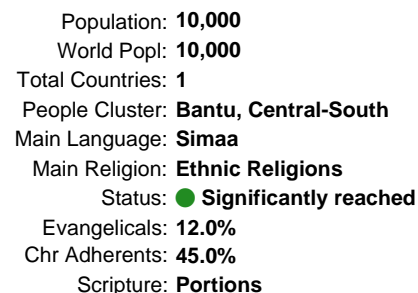 Population: 10,000
World Popl: 10,000
Total Countries: 1
People Cluster: Bantu, Central-South
Main Language: Simaa
Main Religion: Ethnic Religions
Status: Significantly reached
Evangelicals: 12.0%
Chr Adherents: 45.0%
Scripture: Portions